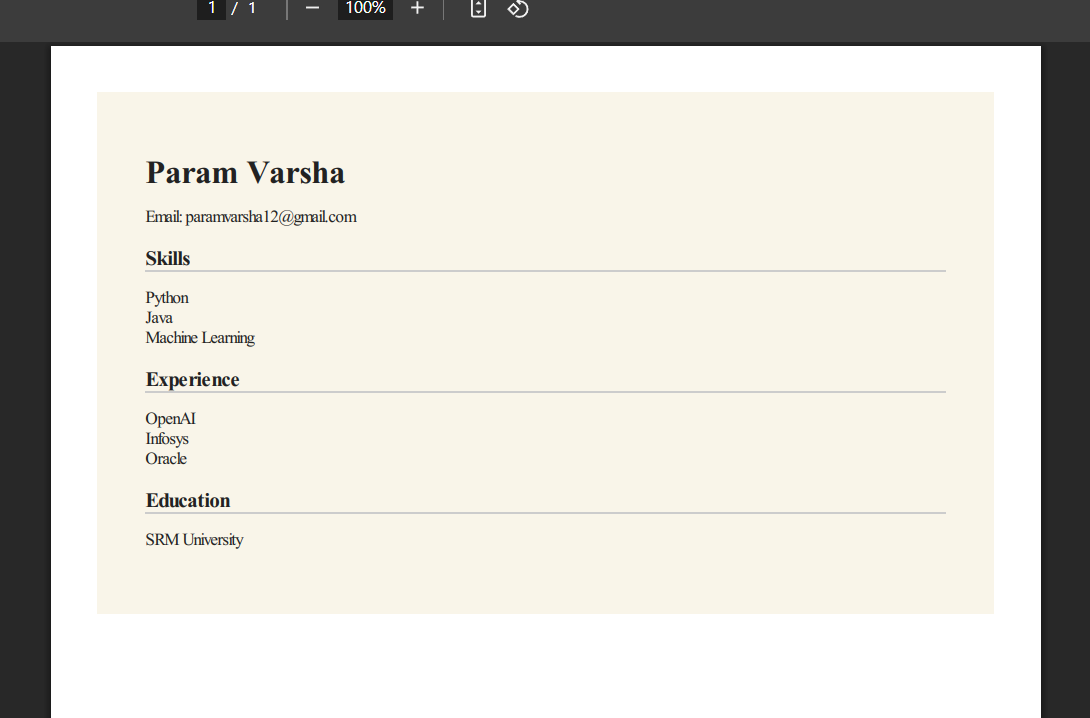 1 / 1
100%
Param Varsha
Email: paramvarsha12@gmail.com
Skills
Python
Java
Machine Learning
Experience
OpenAI
Infosys
Oracle
Education
SRM University